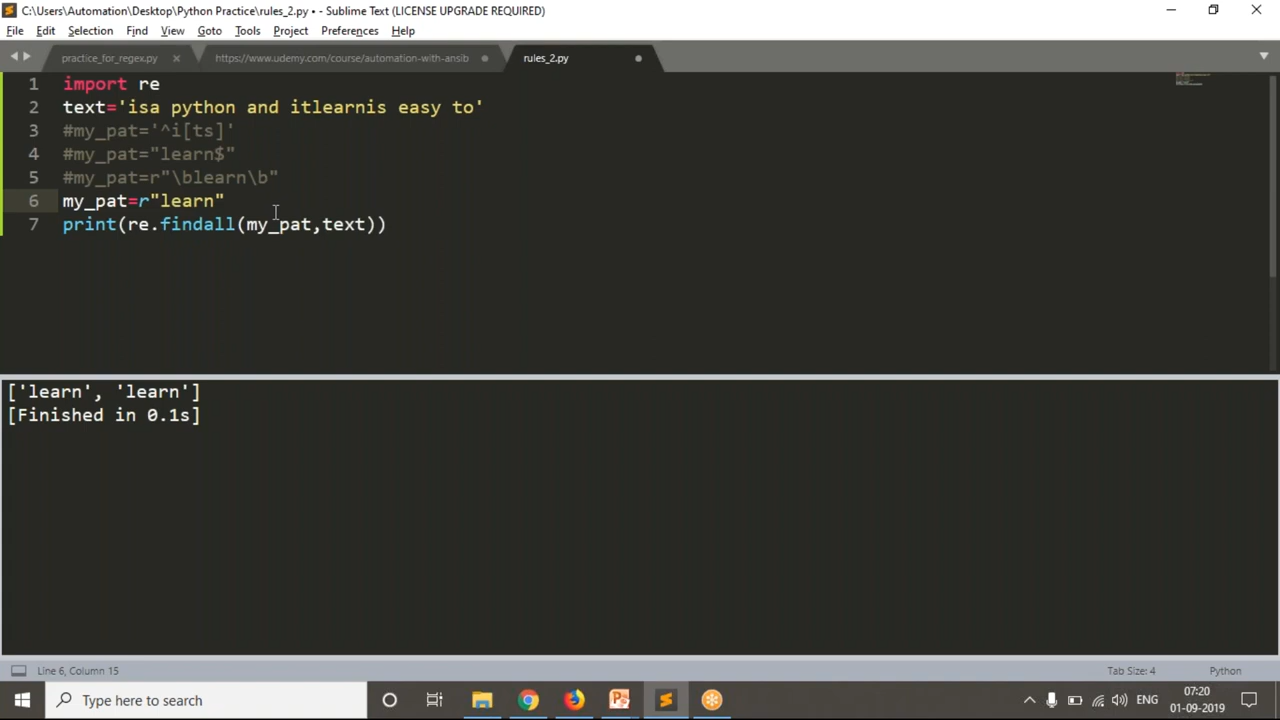 C:\Users\Automation\Desktop\Python Practice\rules_2.py • - Sublime Text (LICENSE UPGRADE REQUIRED)
File Edit Selection Find View Goto Tools Project Preferences Help
practice_for_regex.py https://www.udemy.com/course/automation-with-ansib rules_2.py
1 import re
2 text='isa python and itlearnis easy to'
3 #my_pat='^i[ts]'
4 #my_pat="learn$"
5 #my_pat=r"\blearn\b"
6 my_pat=r"learn"
7 print(re.findall(my_pat,text))
['learn', 'learn']
[Finished in 0.1s]
Line 6, Column 15 Tab Size: 4 Python
Type here to search ENG 07:20
01-09-2019